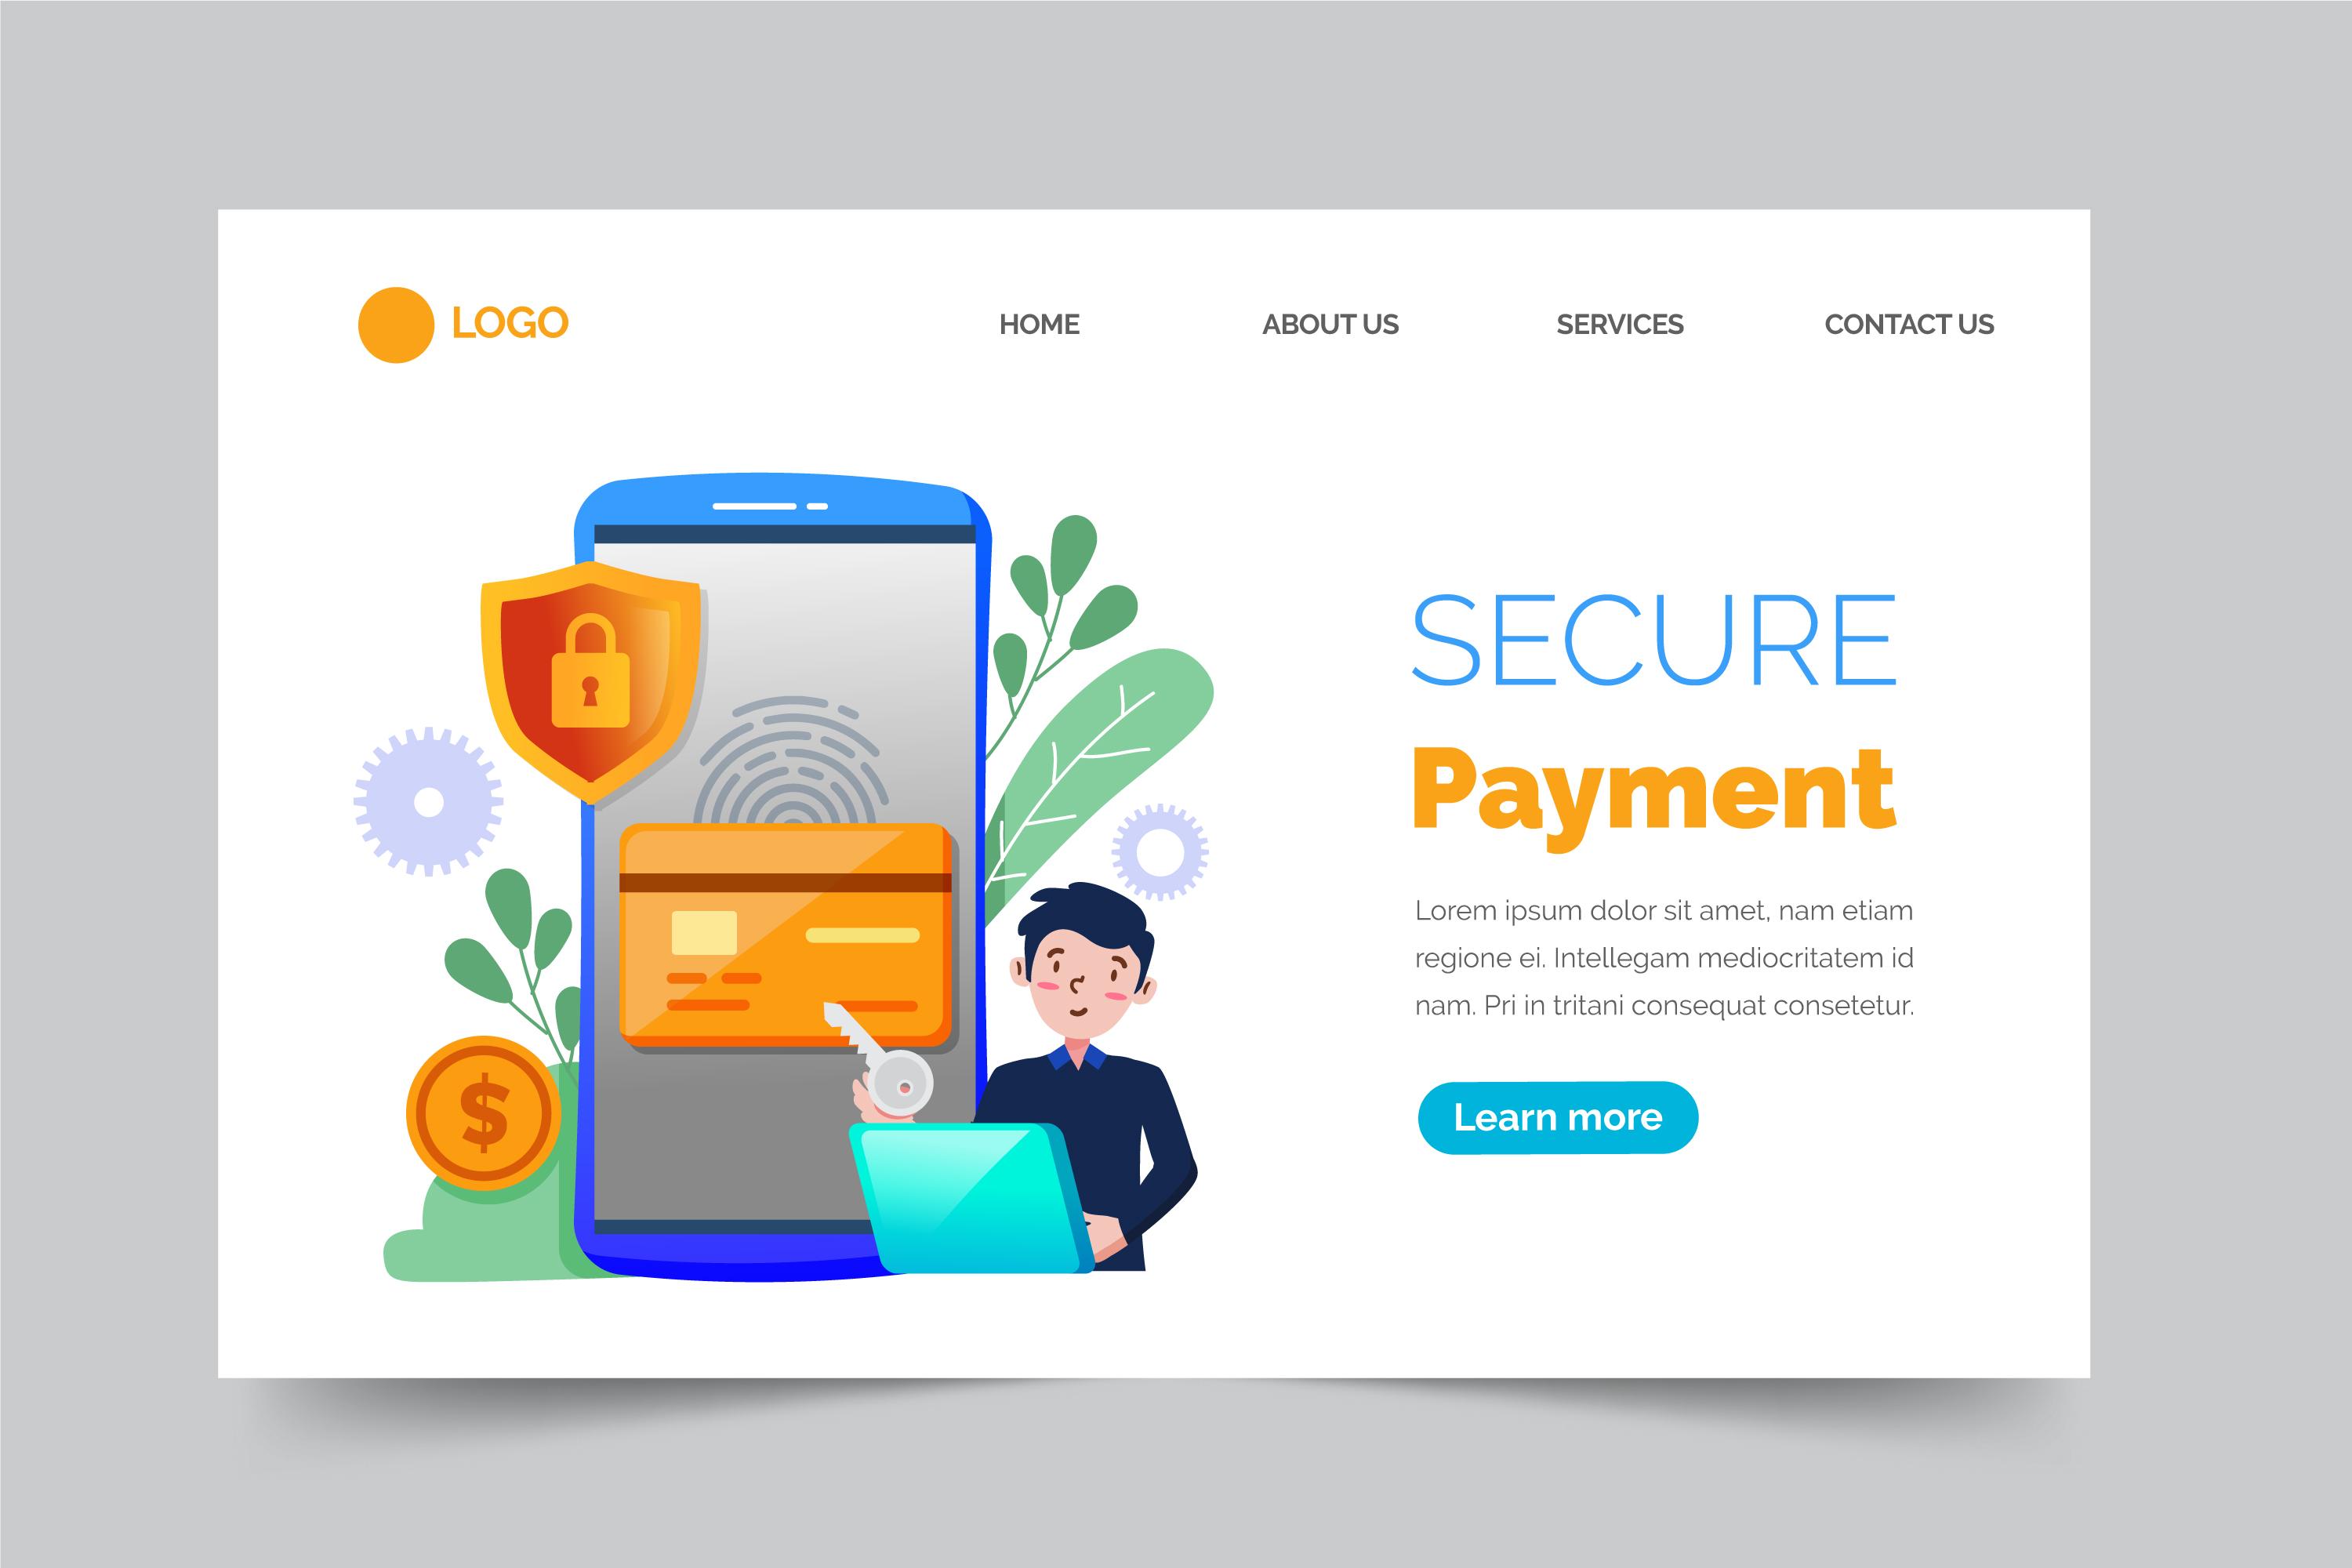 LOGO
HOME
ABOUT US
SERVICES
CONTACT US
SECURE
Payment
Lorem ipsum dolor sit amet, nam etiam
regione ei. Intellegam mediocritatem id
nam. Pri in tritani consequat consetetur.
Learn more
$